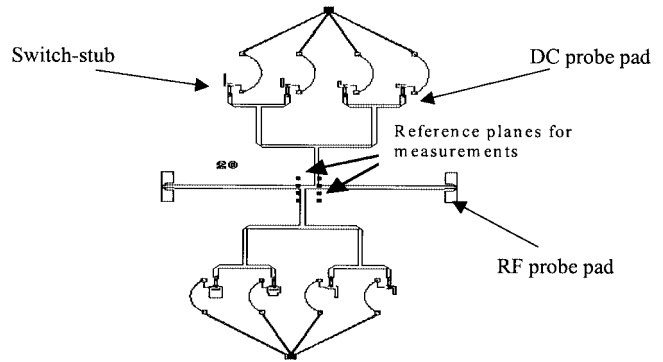 Switch-stub
DC probe pad
Reference planes for
measurements
RF probe pad